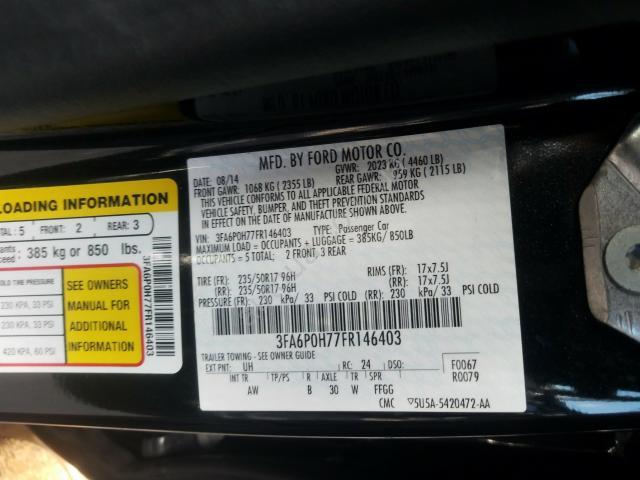 MFD. BY FORD MOTOR CO.
DATE: 08/14 GVWR: 2023 KG ( 4460 LB)
FRONT GAWR: 1068 KG ( 2355 LB) REAR GAWR: 959 KG ( 2115 LB)
THIS VEHICLE CONFORMS TO ALL APPLICABLE FEDERAL MOTOR
VEHICLE SAFETY, BUMPER, AND THEFT PREVENTION STANDARDS
IN EFFECT ON THE DATE OF MANUFACTURE SHOWN ABOVE.
VIN: 3FA6P0H77FR146403 TYPE: Passenger Car
MAXIMUM LOAD = OCCUPANTS + LUGGAGE = 385KG/ 850LB
OCCUPANTS = 5 TOTAL: 2 FRONT, 3 REAR
TIRE (FR): 235/50R17 96H RIMS (FR): 17x7.5J
(RR): 235/50R17 96H (RR): 17x7.5J
PRESSURE (FR): 230 kPa/ 33 PSI COLD (RR): 230 kPa/ 33 PSI COLD
3FA6P0H77FR146403
TRAILER TOWING - SEE OWNER GUIDE
EXT PNT: UH RC: 24 DSO: F0067
R0079
INT TR TP/PS R AXLE TR SPR
AW B 30 W FFGG
CMC 5U5A-5420472-AA
LOADING INFORMATION
TAL : 5 FRONT: 2 REAR: 3
pants
ceed: 385 kg or 850 lbs.
OLD TIRE PRESSURE
230 KPA, 33 PSI
230 KPA, 33 PSI
420 KPA, 60 PSI
SEE OWNERS
MANUAL FOR
ADDITIONAL
INFORMATION
3FA6P0H77FR146403